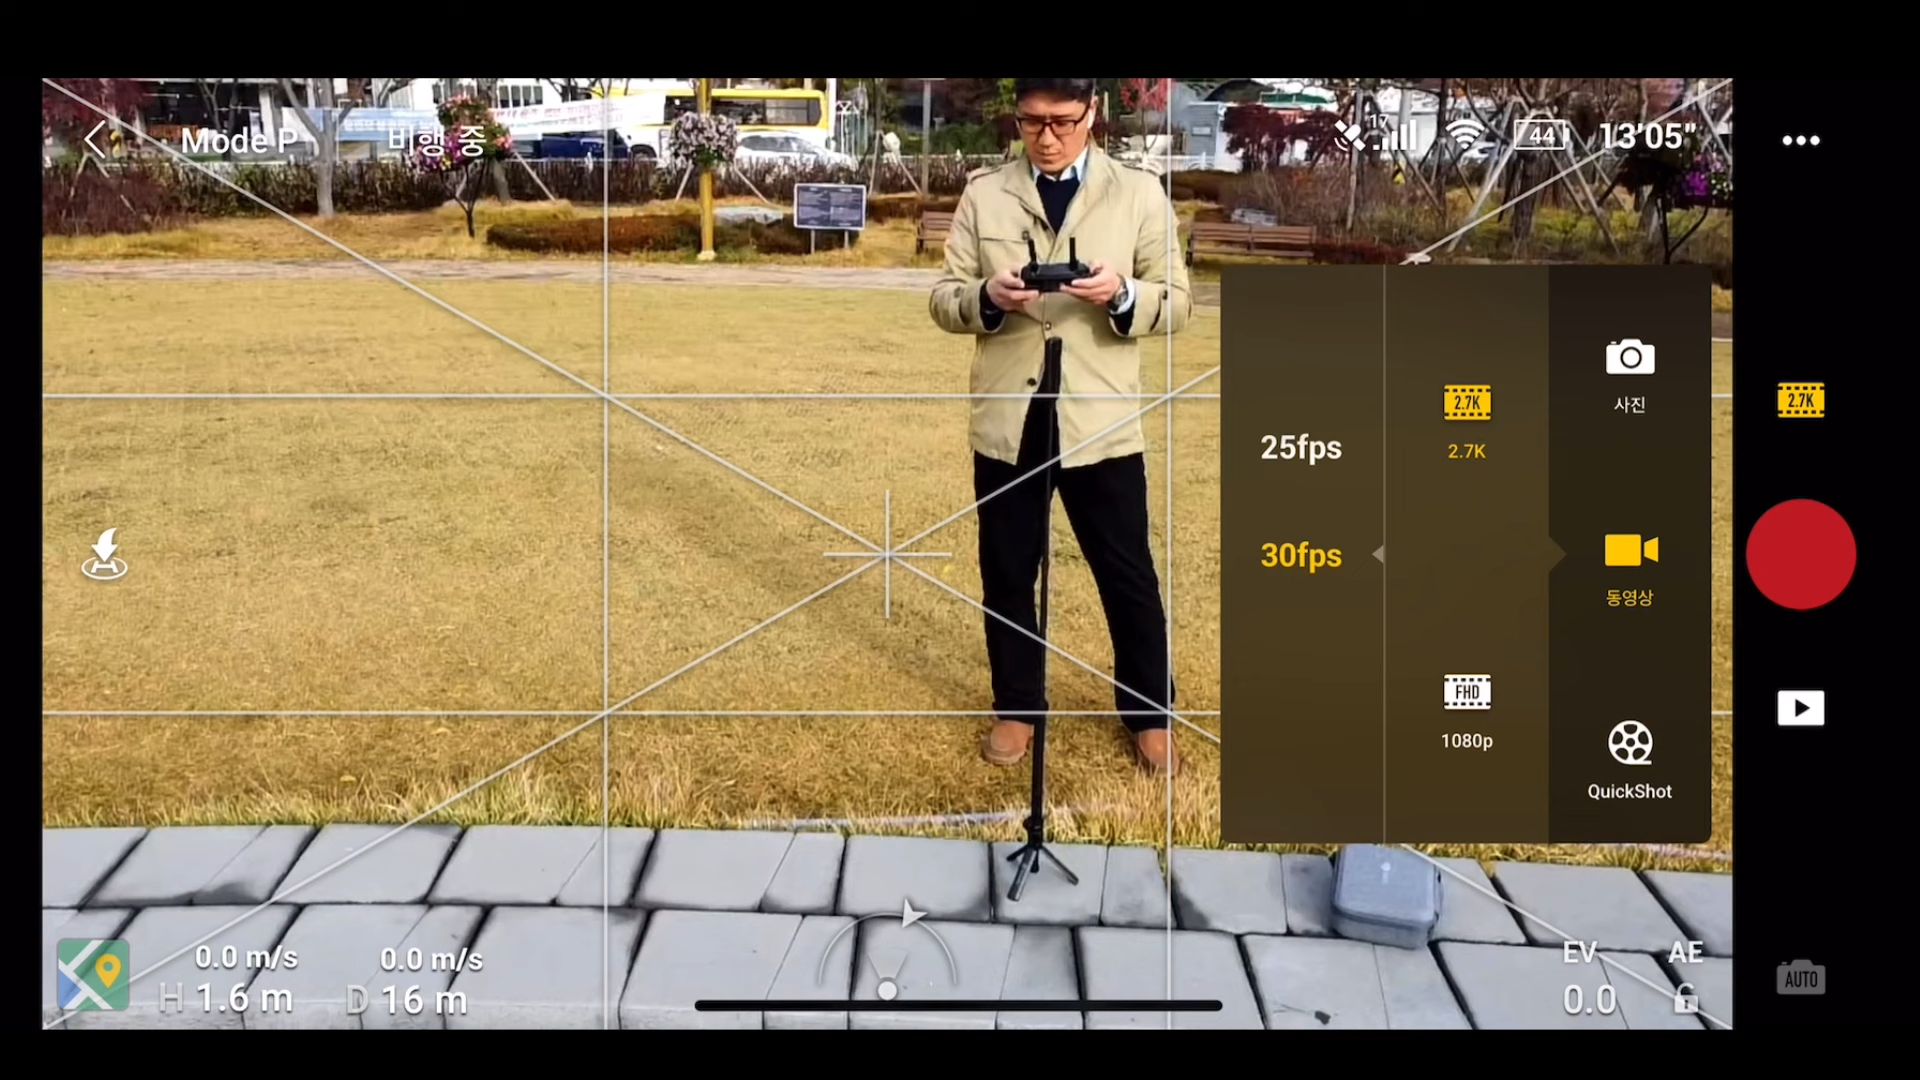 Mode P
비행 중
17
44
13'05"
25fps
30fps
2.7K
2.7K
FHD
1080p
사진
동영상
QuickShot
2.7K
0.0 m/s
0.0 m/s
H 1.6 m
D 16 m
EV
0.0
AE
AUTO